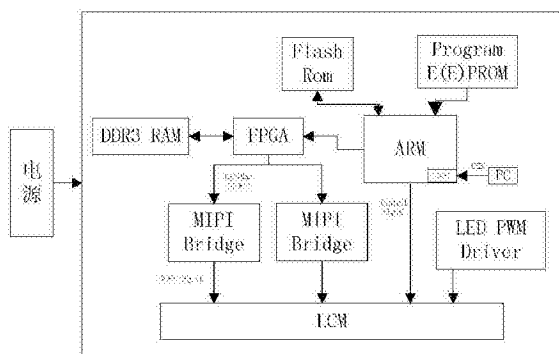 Flash
Rom
Program
E(E)PROM
DDR3 RAM
FPGA
ARM
PC
电
源
MIPI
Bridge
MIPI
Bridge
LED PWM
Driver
LCM